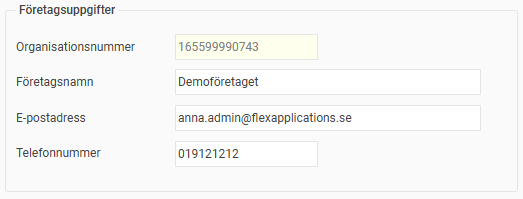 Företagsuppgifter
Organisationsnummer 165599990743
Företagsnamn Demoföretaget
E-postadress anna.admin@flexapplications.se
Telefonnummer 019121212